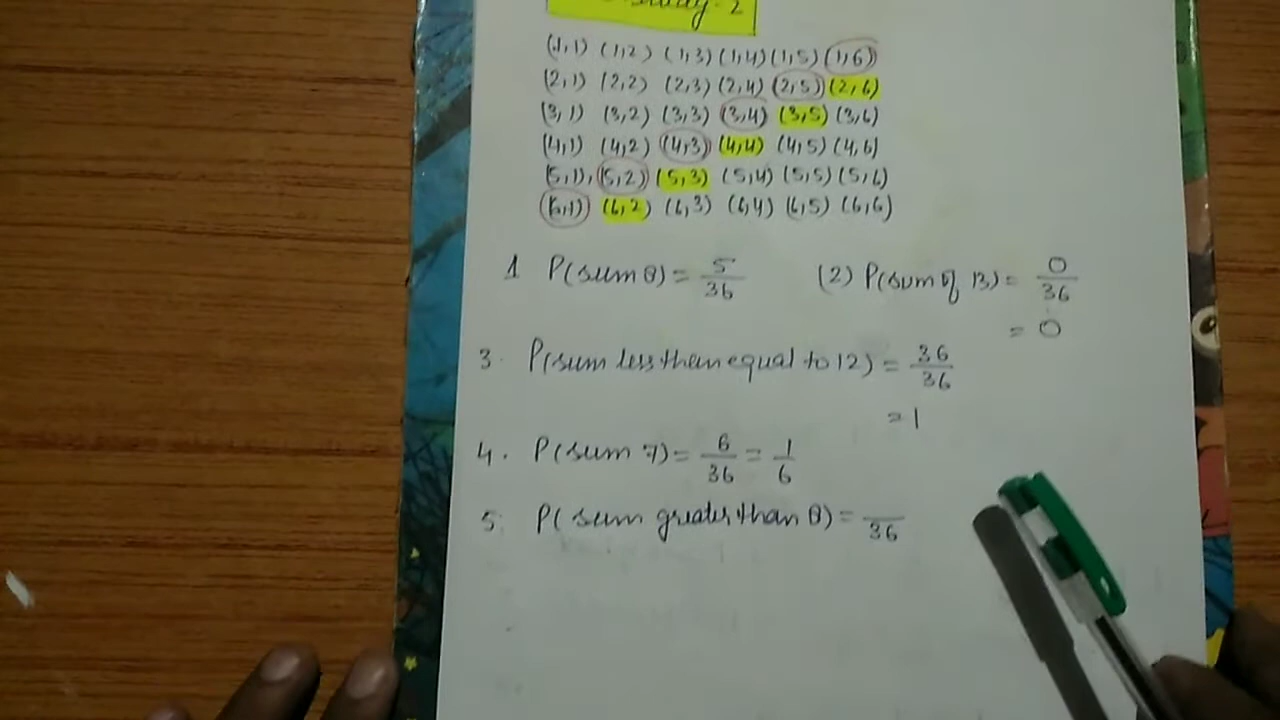 Study-2
(1,1) (1,2) (1,3) (1,4) (1,5) (1,6)
(2,1) (2,2) (2,3) (2,4) (2,5) (2,6)
(3,1) (3,2) (3,3) (3,4) (3,5) (3,6)
(4,1) (4,2) (4,3) (4,4) (4,5) (4,6)
(5,1), (5,2) (5,3) (5,4) (5,5) (5,6)
(6,1) (6,2) (6,3) (6,4) (6,5) (6,6)
1 P(sum 8) = 5/36 (2) P(sum of 13) = 0/36
= 0
3. P(sum less than equal to 12) = 36/36
= 1
4. P(sum 7) = 6/36 = 1/6
5. P( sum greater than 8) = /36